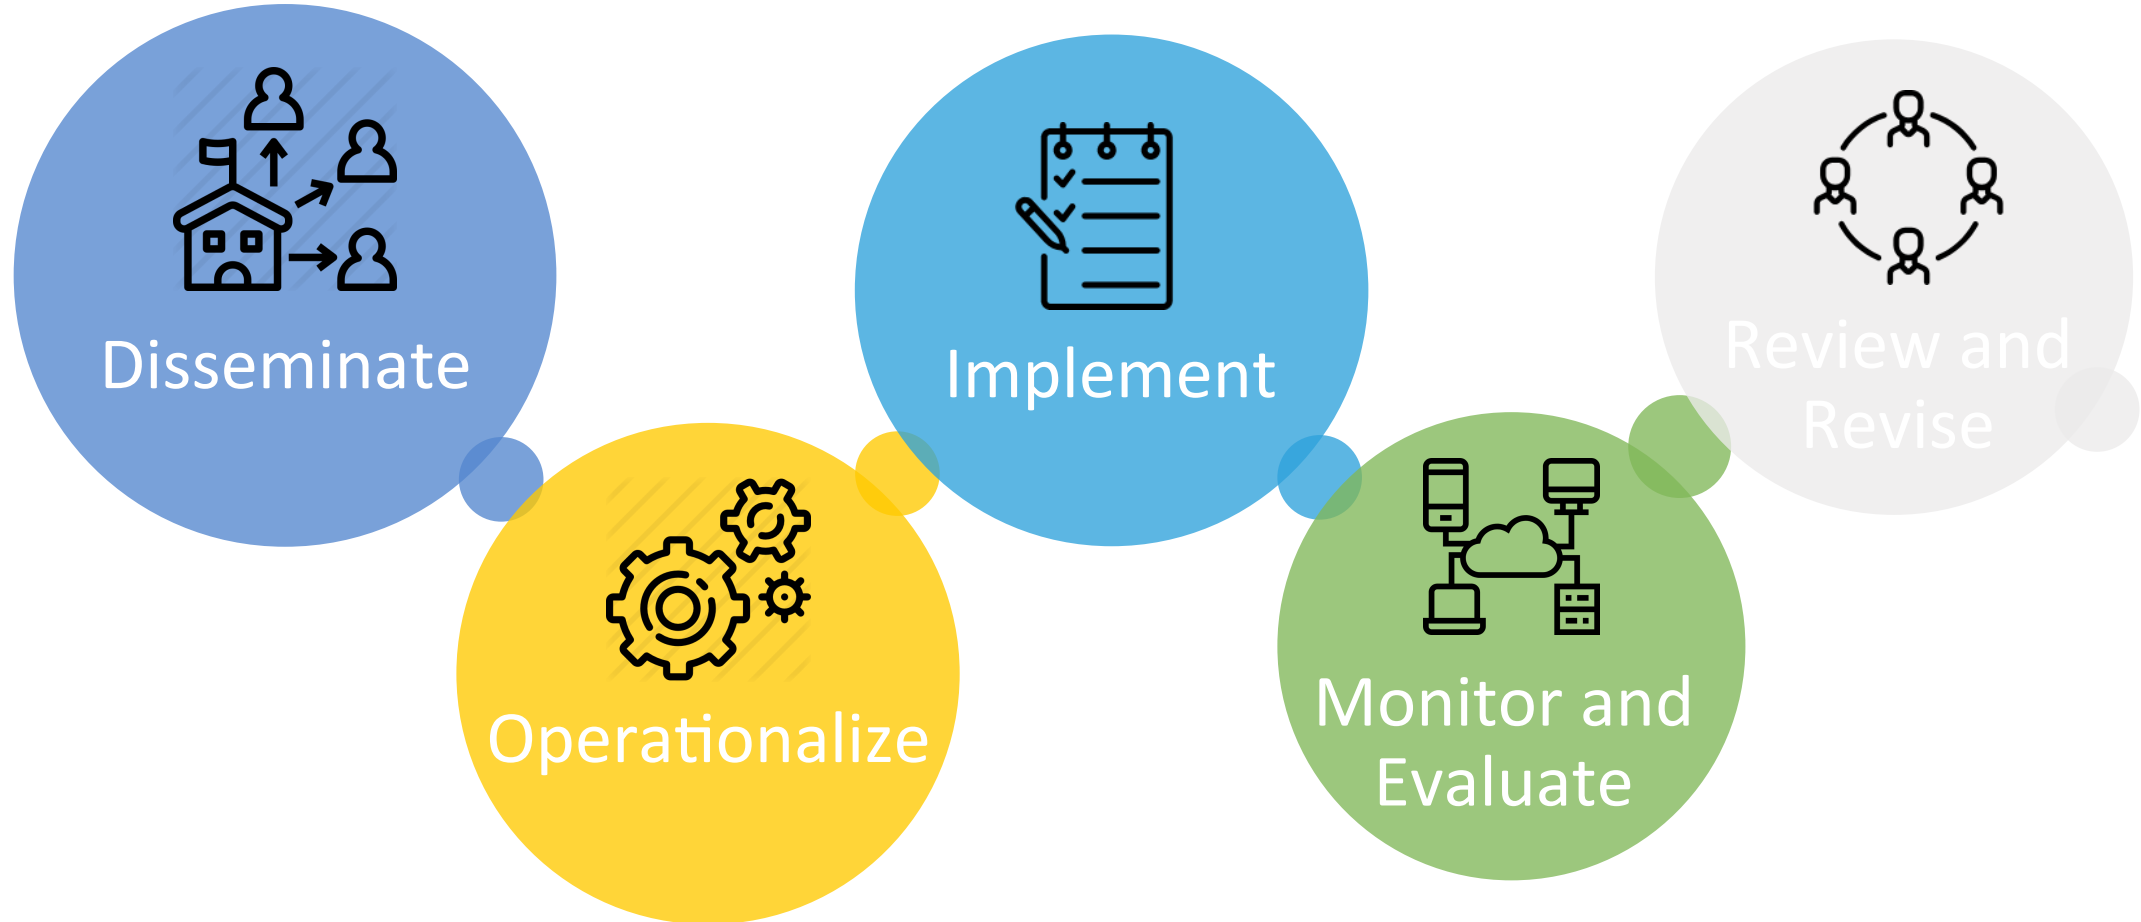 Disseminate
Operationalize
Implement
Monitor and
Evaluate
Review and
Revise